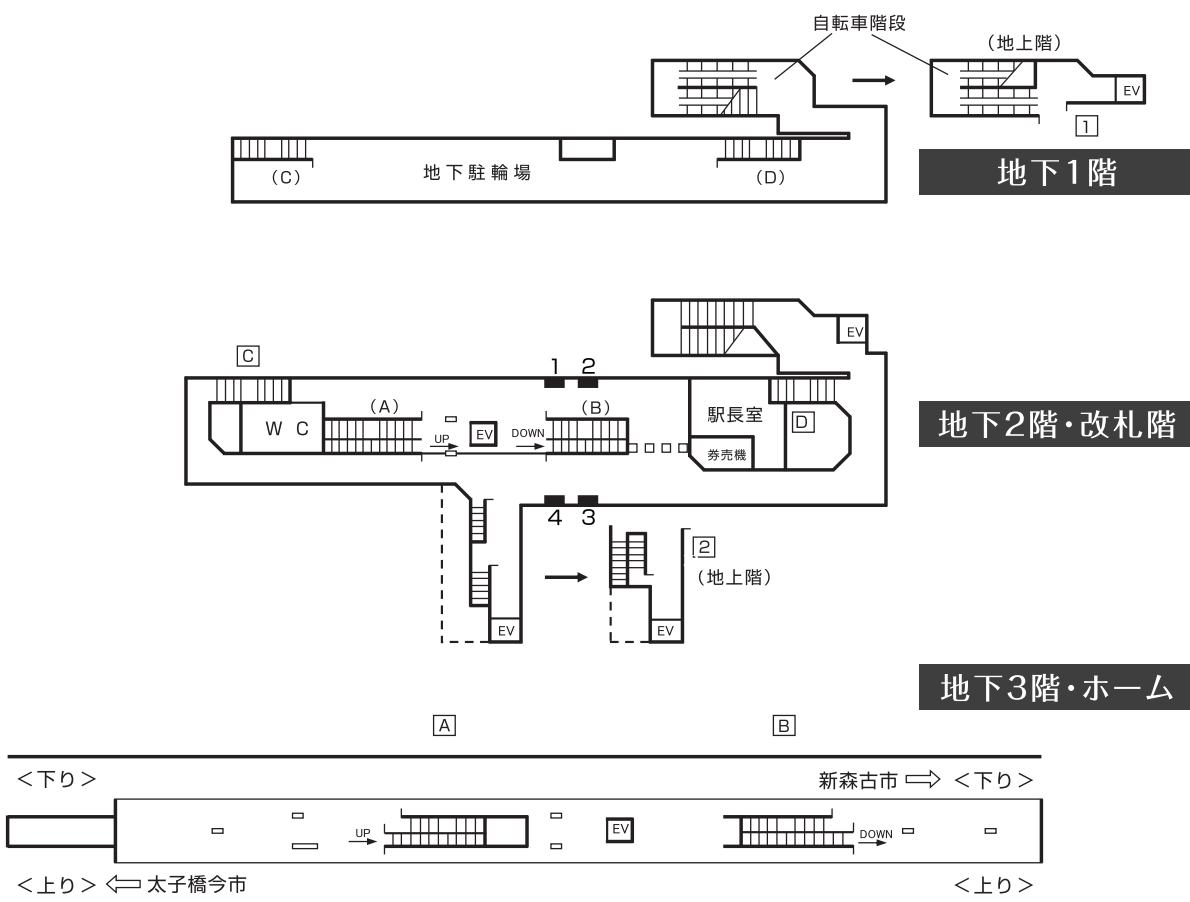 自転車階段
（地上階）
EV
1
地下1階
（C）
地下駐輪場
（D）
EV
C
1
2
（A）
（B）
駅長室
D
W C
UP
EV
DOWN
券売機
地下2階・改札階
4
3
2
（地上階）
EV
EV
地下3階・ホーム
A
B
＜下り＞
新森古市 ⇨ ＜下り＞
UP
EV
DOWN
＜上り＞ ⇦ 太子橋今市
＜上り＞